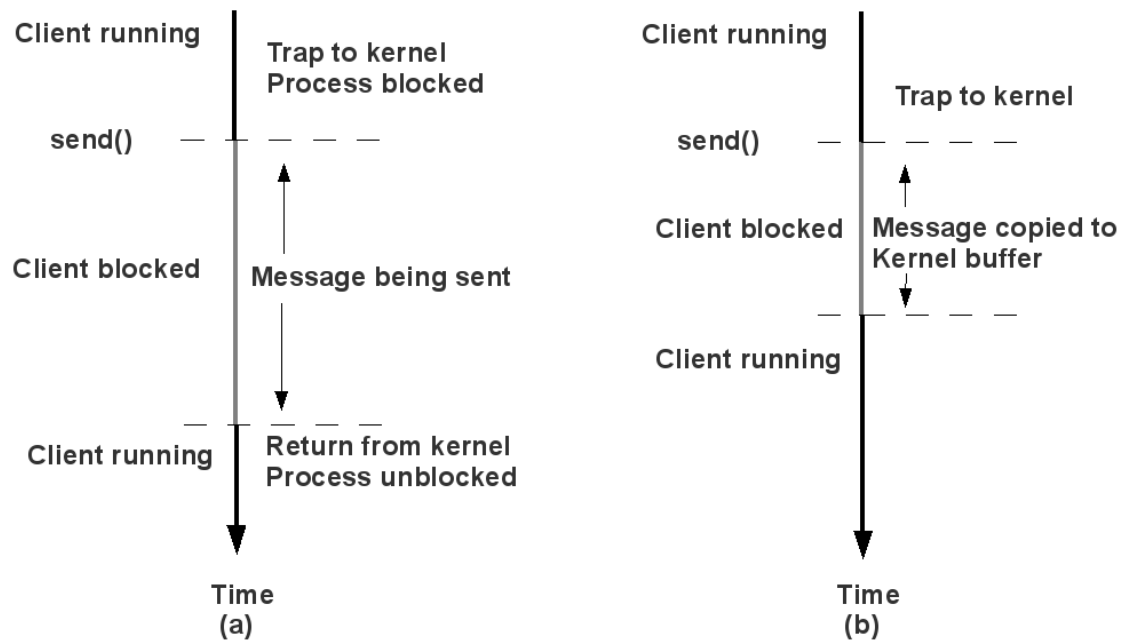 Client running
Trap to kernel
Process blocked
send()
Client blocked
Message being sent
Client running
Return from kernel
Process unblocked
Time
(a)
Client running
Trap to kernel
send()
Client blocked
Message copied to
Kernel buffer
Client running
Time
(b)